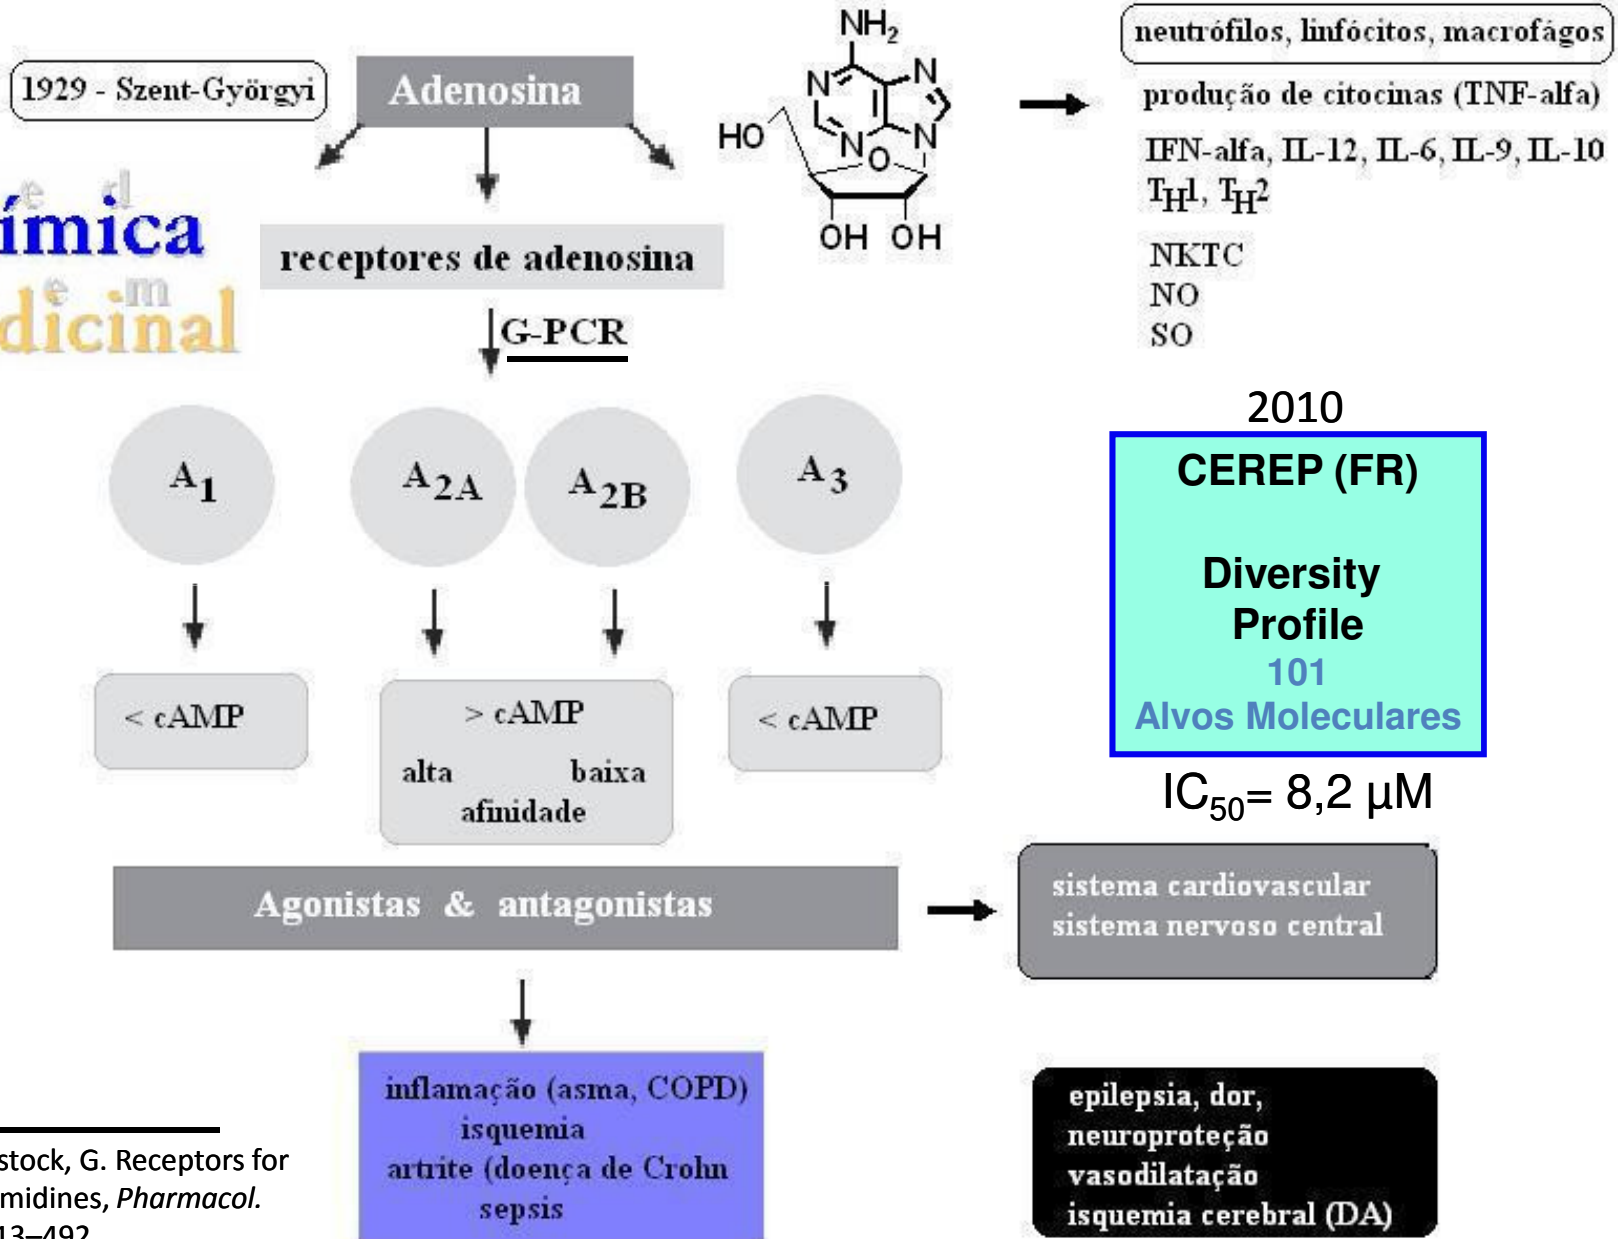 1929 - Szent-Györgyi
Adenosina
NH2
N
N
N
N
HO
O
OH OH
neutrófilos, linfócitos, macrofágos
produção de citocinas (TNF-alfa)
IFN-alfa, IL-12, IL-6, IL-9, IL-10
TH1, TH2
NKTC
NO
SO
e d
ímica
e m
dicinal
receptores de adenosina
G-PCR
A1
A2A
A2B
A3
2010
CEREP (FR)
Diversity
Profile
101
Alvos Moleculares
IC50= 8,2 µM
< cAMP
> cAMP
alta baixa
afinidade
< cAMP
Agonistas & antagonistas
sistema cardiovascular
sistema nervoso central
inflamação (asma, COPD)
isquemia
artrite (doença de Crohn
sepsis
epilepsia, dor,
neuroproteção
vasodilatação
isquemia cerebral (DA)
stock, G. Receptors for
midines, Pharmacol.
13–492